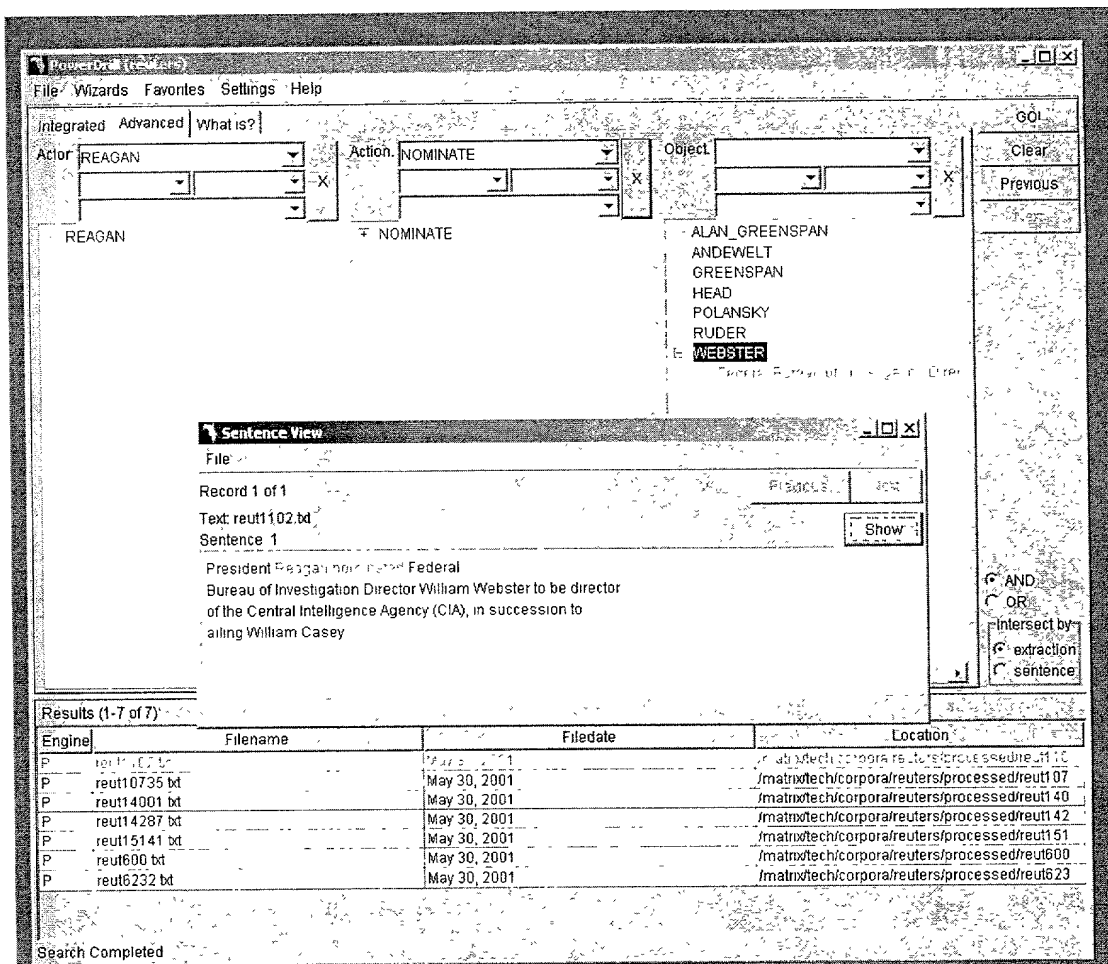 PowerDrill (reuters)
File Wizards Favorites Settings Help
Integrated Advanced What is?
GO!
Actor REAGAN Action. NOMINATE Object.
Clear
X X X
Previous
REAGAN
NOMINATE
ALAN_GREENSPAN
ANDEWELT
GREENSPAN
HEAD
POLANSKY
RUDER
WEBSTER
Sentence View
File
Record 1 of 1
Text: reut1102.txt
Show
Sentence 1
President Reagan nominated Federal
Bureau of Investigation Director William Webster to be director
of the Central Intelligence Agency (CIA), in succession to
ailing William Casey
AND
OR
Intersect by
extraction
sentence
Results (1-7 of 7)
Engine Filename Filedate Location
P
P reut10735 txt May 30, 2001 /matrix/tech/corpora/reuters/processed/reut107
P reut14001 txt May 30, 2001 /matrix/tech/corpora/reuters/processed/reut140
P reut14287 txt May 30, 2001 /matrix/tech/corpora/reuters/processed/reut142
P reut15141 txt May 30, 2001 /matrix/tech/corpora/reuters/processed/reut151
P reut600 txt May 30, 2001 /matrix/tech/corpora/reuters/processed/reut600
P reut6232 txt May 30, 2001 /matrix/tech/corpora/reuters/processed/reut623
Search Completed